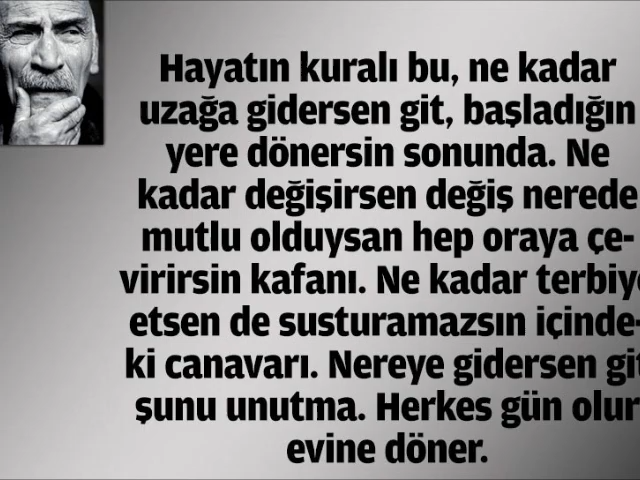 Hayatın kuralı bu, ne kadar
uzağa gidersen git, başladığın
yere dönersin sonunda. Ne
kadar değişirsen değiş nerede
mutlu olduysan hep oraya çe-
virirsin kafanı. Ne kadar terbiye
etsen de susturamazsın içinde-
ki canavarı. Nereye gidersen git
şunu unutma. Herkes gün olur
evine döner.